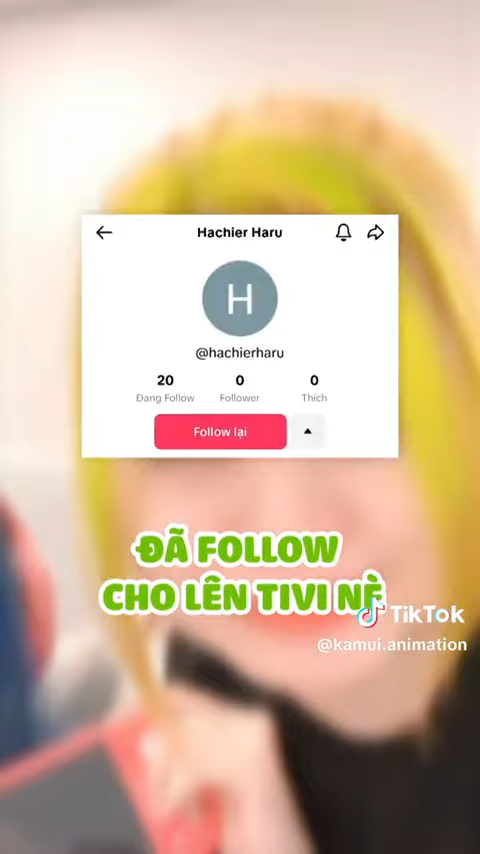 Hachier Haru
H
@hachierharu
20 0 0
Đang Follow Follower Thích
Follow lại
ĐÃ FOLLOW
CHO LÊN TIVI NÈ
TikTok
@kamui.animation